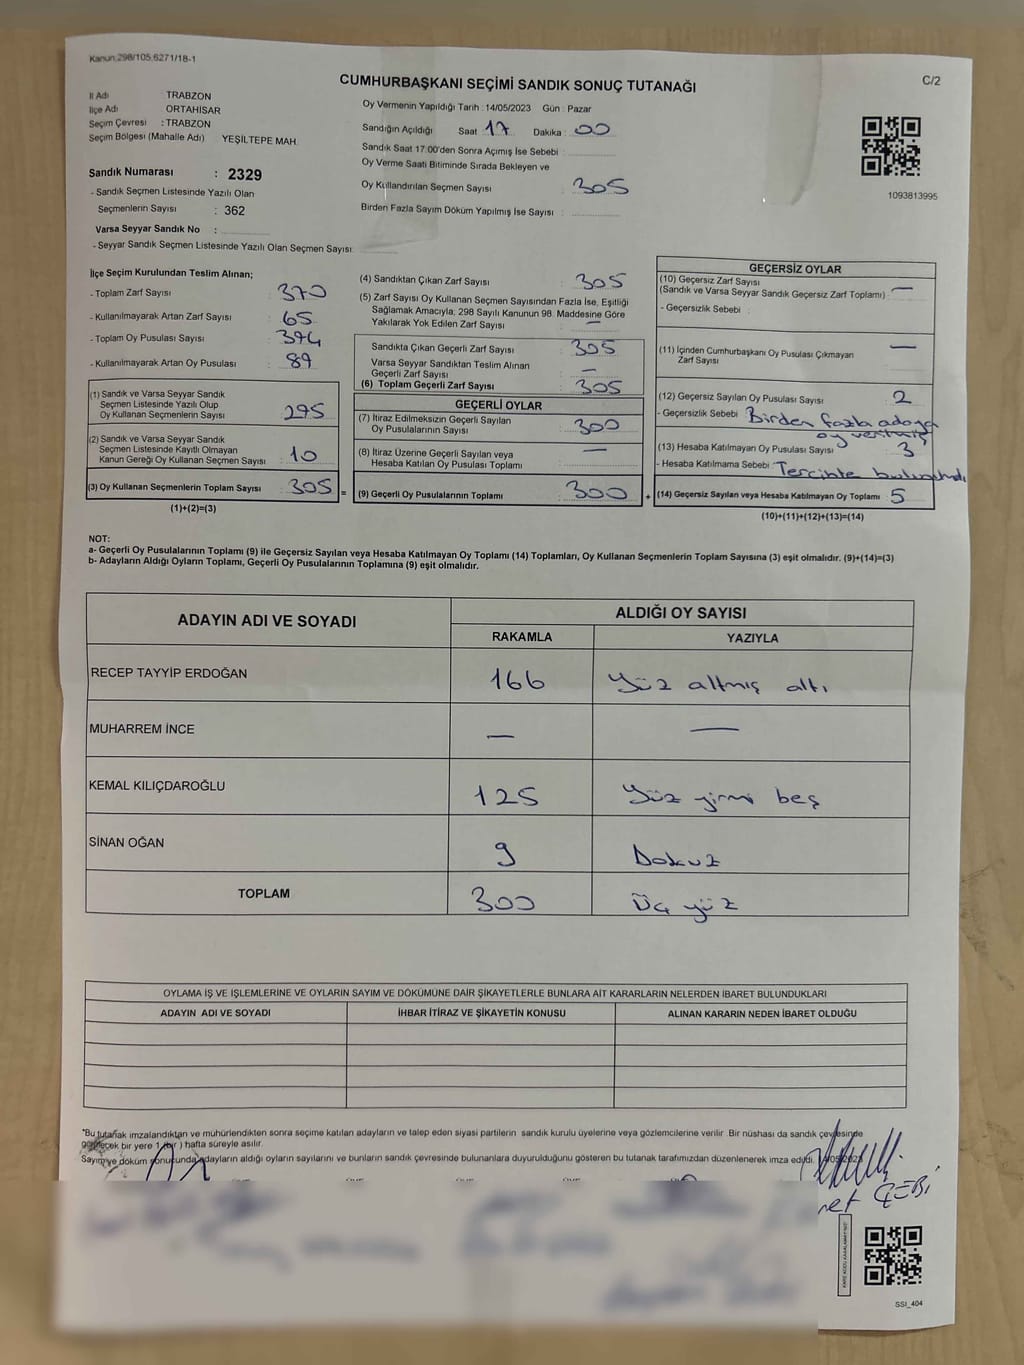 Kanun;298/105;6271/18-1
CUMHURBAŞKANI SEÇİMİ SANDIK SONUÇ TUTANAĞI
C/2
İl Adı : TRABZON
İlçe Adı ORTAHİSAR
Seçim Çevresi : TRABZON
Seçim Bölgesi (Mahalle Adı) YEŞİLTEPE MAH.
Sandık Numarası : 2329
- Sandık Seçmen Listesinde Yazılı Olan
Seçmenlerin Sayısı : 362
Varsa Seyyar Sandık No :
- Seyyar Sandık Seçmen Listesinde Yazılı Olan Seçmen Sayısı:
Oy Vermenin Yapıldığı Tarih : 14/05/2023 Gün : Pazar
Sandığın Açıldığı Saat 17 Dakika : 00
Sandık Saat 17:00'den Sonra Açımış İse Sebebi :
Oy Verme Saati Bitiminde Sırada Bekleyen ve
Oy Kullandırılan Seçmen Sayısı : 305
Birden Fazla Sayım Döküm Yapılmış İse Sayısı :
1093813995
İlçe Seçim Kurulundan Teslim Alınan;
- Toplam Zarf Sayısı : 370
- Kullanılmayarak Artan Zarf Sayısı : 65
- Toplam Oy Pusulası Sayısı : 394
- Kullanılmayarak Artan Oy Pusulası : 89
(1) Sandık ve Varsa Seyyar Sandık
Seçmen Listesinde Yazılı Olup
Oy Kullanan Seçmenlerin Sayısı : 295
(2) Sandık ve Varsa Seyyar Sandık
Seçmen Listesinde Kayıtlı Olmayan
Kanun Gereği Oy Kullanan Seçmen Sayısı : 10
(3) Oy Kullanan Seçmenlerin Toplam Sayısı : 305 =
(1)+(2)=(3)
(4) Sandıktan Çıkan Zarf Sayısı : 305
(5) Zarf Sayısı Oy Kullanan Seçmen Sayısından Fazla İse, Eşitliği
Sağlamak Amacıyla; 298 Sayılı Kanunun 98. Maddesine Göre
Yakılarak Yok Edilen Zarf Sayısı : —
Sandıkta Çıkan Geçerli Zarf Sayısı : 305
Varsa Seyyar Sandıktan Teslim Alınan
Geçerli Zarf Sayısı : —
(6) Toplam Geçerli Zarf Sayısı : 305
GEÇERLİ OYLAR
(7) İtiraz Edilmeksizin Geçerli Sayılan
Oy Pusulalarının Sayısı : 300
(8) İtiraz Üzerine Geçerli Sayılan veya
Hesaba Katılan Oy Pusulası Toplamı : —
(9) Geçerli Oy Pusulalarının Toplamı : 300 +
GEÇERSİZ OYLAR
(10) Geçersiz Zarf Sayısı
(Sandık ve Varsa Seyyar Sandık Geçersiz Zarf Toplamı) : —
- Geçersizlik Sebebi :
(11) İçinden Cumhurbaşkanı Oy Pusulası Çıkmayan
Zarf Sayısı : —
(12) Geçersiz Sayılan Oy Pusulası Sayısı : 2
- Geçersizlik Sebebi : Birden fazla adaya
oy vermiş
(13) Hesaba Katılmayan Oy Pusulası Sayısı : 3
- Hesaba Katılmama Sebebi : Tercihte bulunmadı
(14) Geçersiz Sayılan veya Hesaba Katılmayan Oy Toplamı : 5
(10)+(11)+(12)+(13)=(14)
NOT:
a- Geçerli Oy Pusulalarının Toplamı (9) ile Geçersiz Sayılan veya Hesaba Katılmayan Oy Toplamı (14) Toplamları, Oy Kullanan Seçmenlerin Toplam Sayısına (3) eşit olmalıdır. (9)+(14)=(3)
b- Adayların Aldığı Oyların Toplamı, Geçerli Oy Pusulalarının Toplamına (9) eşit olmalıdır.
ADAYIN ADI VE SOYADI ALDIĞI OY SAYISI
RAKAMLA YAZIYLA
RECEP TAYYİP ERDOĞAN 166 Yüz altmış altı
MUHARREM İNCE — —
KEMAL KILIÇDAROĞLU 125 Yüz yirmi beş
SİNAN OĞAN 9 Dokuz
TOPLAM 300 Üç yüz
OYLAMA İŞ VE İŞLEMLERİNE VE OYLARIN SAYIM VE DÖKÜMÜNE DAİR ŞİKAYETLERLE BUNLARA AİT KARARLARIN NELERDEN İBARET BULUNDUKLARI
ADAYIN ADI VE SOYADI İHBAR İTİRAZ VE ŞİKAYETİN KONUSU ALINAN KARARIN NEDEN İBARET OLDUĞU
*Bu tutanak imzalandıktan ve mühürlendikten sonra seçime katılan adayların ve talep eden siyasi partilerin sandık kurulu üyelerine veya gözlemcilerine verilir. Bir nüshası da sandık çevresinde
görülecek bir yere 1 (bir) hafta süreyle asılır.
Sayım ve döküm sonucunda adayların aldığı oyların sayılarını ve bunların sandık çevresinde bulunanlara duyurulduğunu gösteren bu tutanak tarafımızdan düzenlenerek imza edildi. 14/05/2023
ÇEBİ
SSİ_404